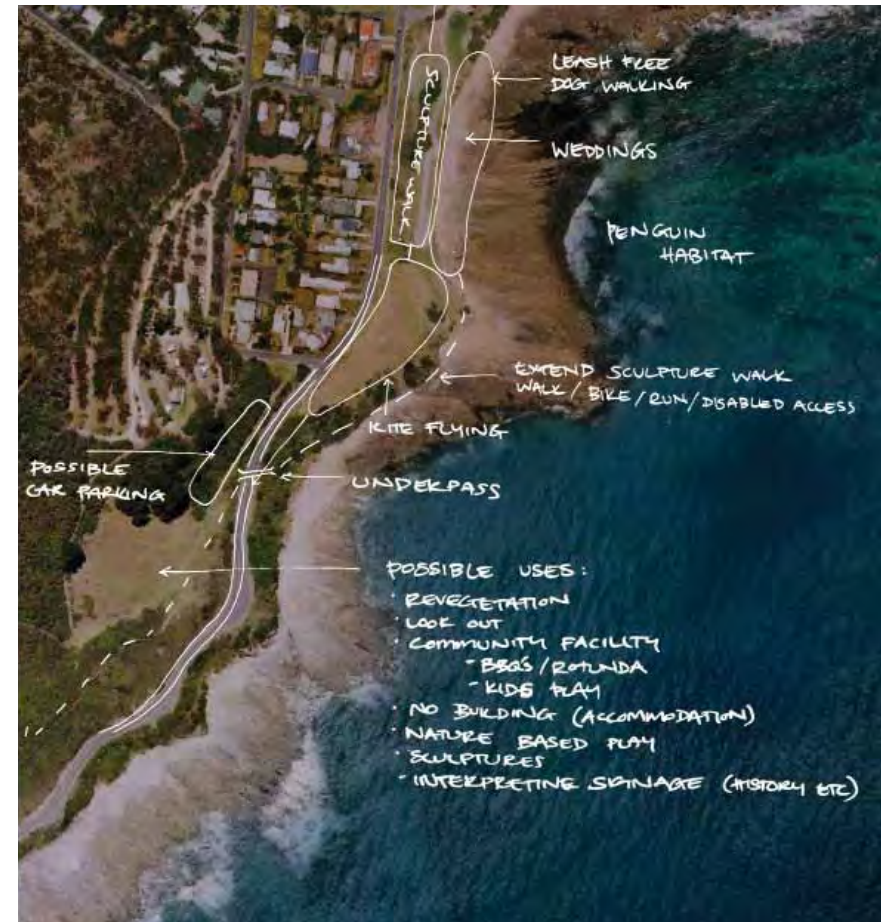 LEASH FREE
DOG WALKING
SCULPTURE WALK
WEDDINGS
PENGUIN
HABITAT
EXTEND SCULPTURE WALK
WALK / BIKE / RUN / DISABLED ACCESS
KITE FLYING
POSSIBLE
CAR PARKING
UNDERPASS
POSSIBLE USES:
· REVEGETATION
· LOOK OUT
· COMMUNITY FACILITY
- BBQ'S / ROTUNDA
- KIDS PLAY
· NO BUILDING (ACCOMMODATION)
· NATURE BASED PLAY
· SCULPTURES
- INTERPRETING SIGNAGE (HISTORY ETC)